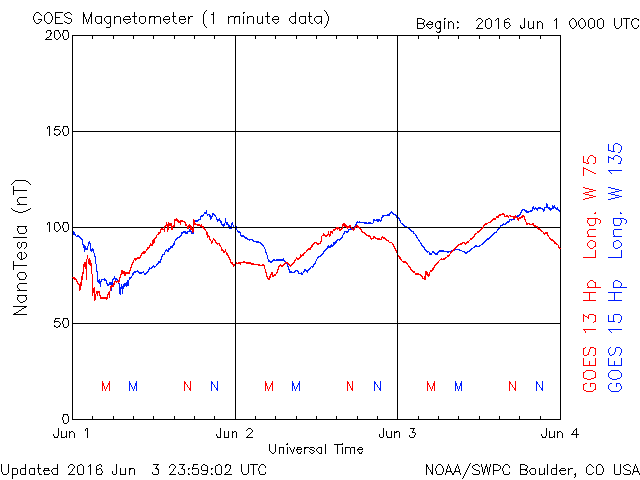 GOES Magnetometer (1 minute data)
Begin: 2016 Jun 1 0000 UTC
200
150
100
50
0
NanoTesla (nT)
M M N N M M N N M M N N
Jun 1 Jun 2 Jun 3 Jun 4
Universal Time
GOES 13 Hp Long. W 75
GOES 15 Hp Long. W 135
Updated 2016 Jun 3 23:59:02 UTC
NOAA/SWPC Boulder, CO USA